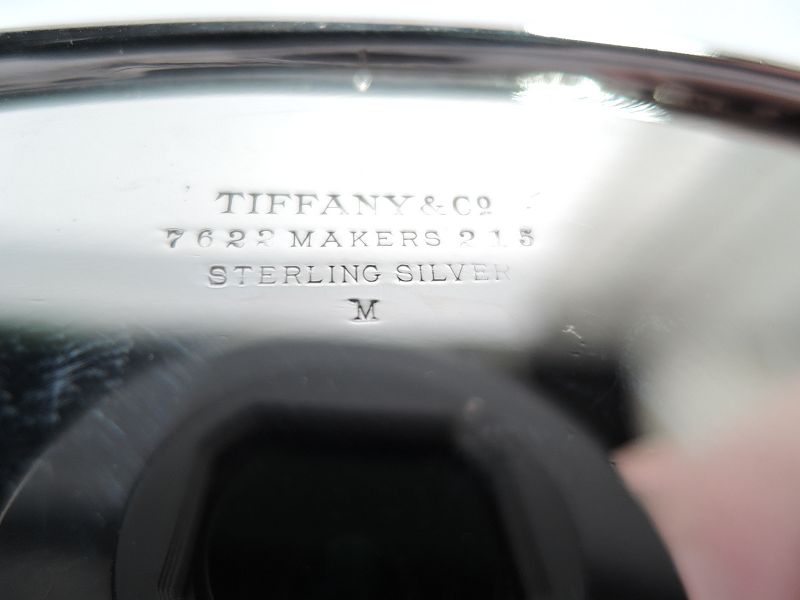 TIFFANY & Co
7622 MAKERS 215
STERLING SILVER
M